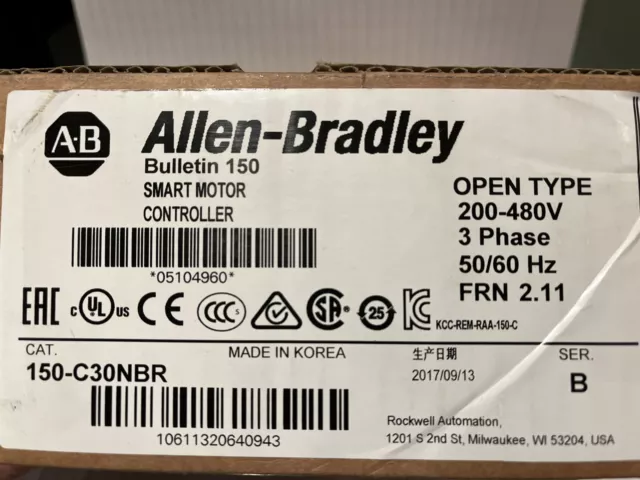 A-B
Allen-Bradley
Bulletin 150
SMART MOTOR
CONTROLLER
*05104960*
OPEN TYPE
200-480V
3 Phase
50/60 Hz
FRN 2.11
EAC c UL us CE CCC SA 25 KC
KCC-REM-RAA-150-C
CAT.
150-C30NBR
10611320640943
MADE IN KOREA
生产日期
2017/09/13
SER.
B
Rockwell Automation,
1201 S 2nd St, Milwaukee, WI 53204, USA